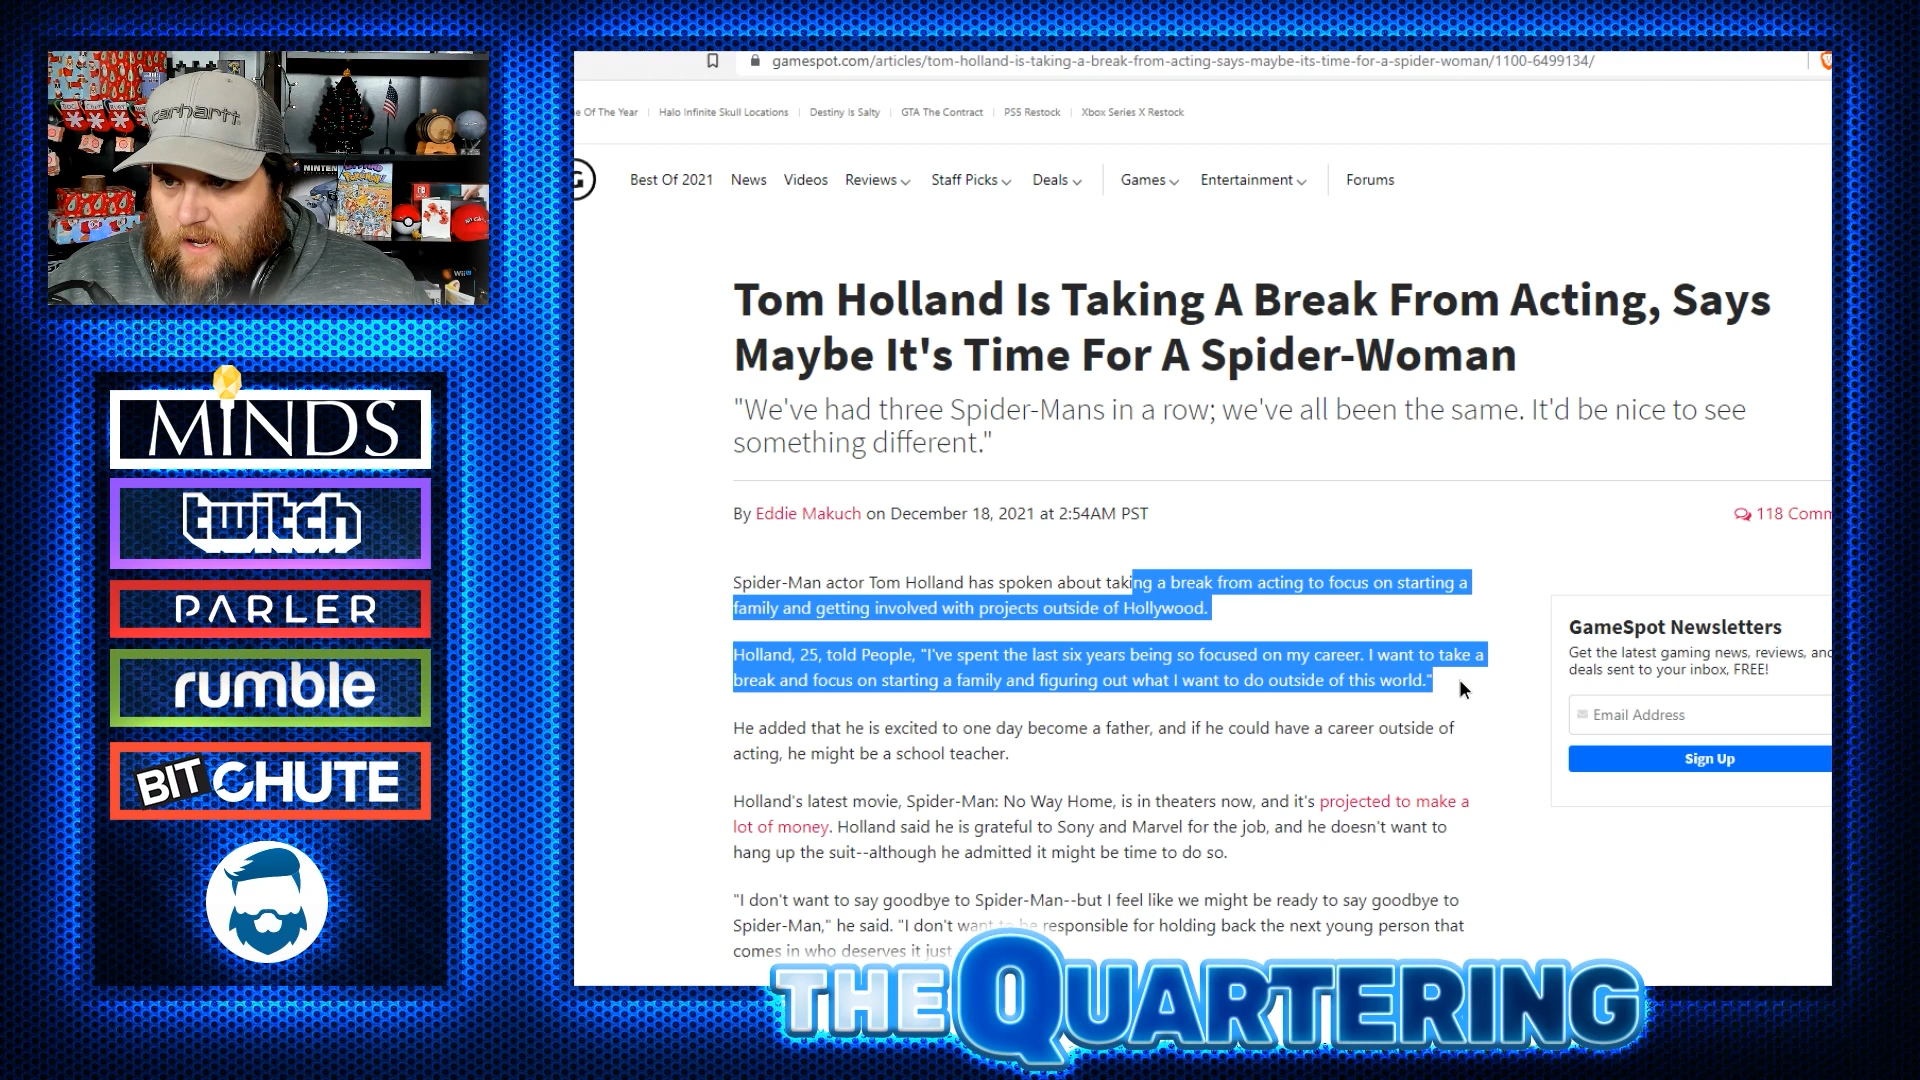 carhartt
NINTEN
WiiU
MINDS
twitch
PARLER
rumble
BITCHUTE
gamespot.com/articles/tom-holland-is-taking-a-break-from-acting-says-maybe-its-time-for-a-spider-woman/1100-6499134/
e Of The Year
Halo Infinite Skull Locations
Destiny Is Salty
GTA The Contract
PS5 Restock
Xbox Series X Restock
G
Best Of 2021
News
Videos
Reviews
Staff Picks
Deals
Games
Entertainment
Forums
Tom Holland Is Taking A Break From Acting, Says
Maybe It's Time For A Spider-Woman
"We've had three Spider-Mans in a row; we've all been the same. It'd be nice to see
something different."
By Eddie Makuch on December 18, 2021 at 2:54AM PST
118 Comm
Spider-Man actor Tom Holland has spoken about taking a break from acting to focus on starting a
family and getting involved with projects outside of Hollywood.
Holland, 25, told People, "I've spent the last six years being so focused on my career. I want to take a
break and focus on starting a family and figuring out what I want to do outside of this world."
He added that he is excited to one day become a father, and if he could have a career outside of
acting, he might be a school teacher.
Holland's latest movie, Spider-Man: No Way Home, is in theaters now, and it's projected to make a
lot of money. Holland said he is grateful to Sony and Marvel for the job, and he doesn't want to
hang up the suit--although he admitted it might be time to do so.
"I don't want to say goodbye to Spider-Man--but I feel like we might be ready to say goodbye to
Spider-Man," he said. "I don't want to be responsible for holding back the next young person that
comes in who deserves it just
GameSpot Newsletters
Get the latest gaming news, reviews, and
deals sent to your inbox, FREE!
Email Address
Sign Up
THE QUARTERING